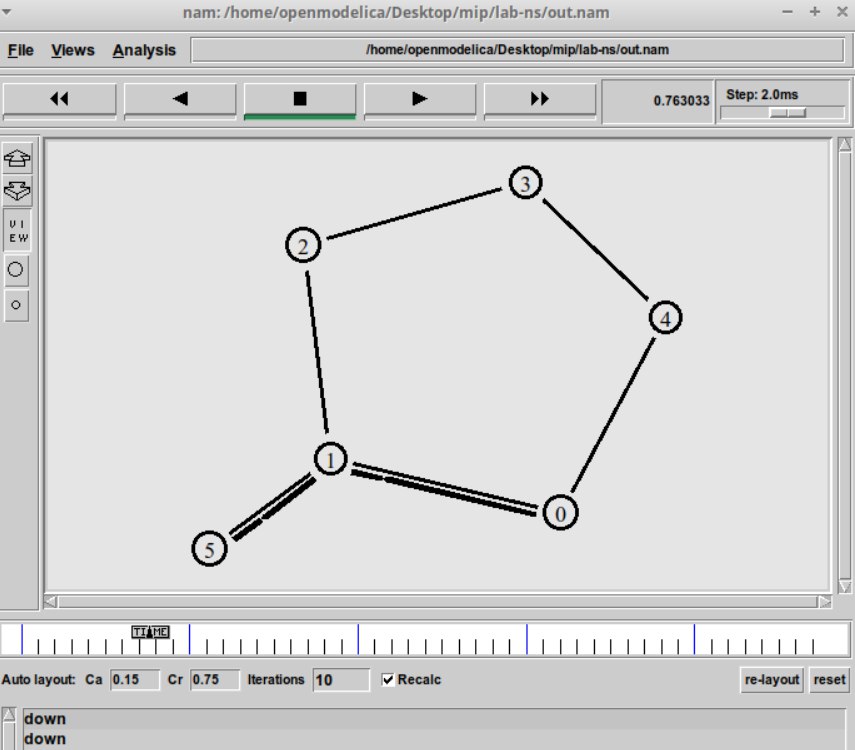 nam: /home/openmodelica/Desktop/mip/lab-ns/out.nam
File Views Analysis /home/openmodelica/Desktop/mip/lab-ns/out.nam
0.763033 Step: 2.0ms
3
2
VI
EW
4
1
0
5
TIME
Auto layout: Ca 0.15 Cr 0.75 Iterations 10 Recalc re-layout reset
down
down